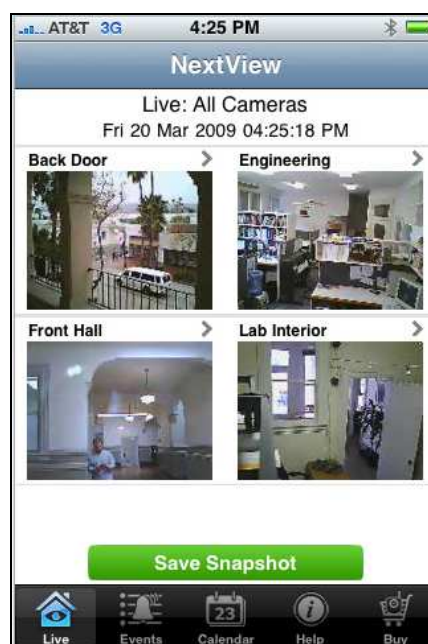 AT&T 3G 4:25 PM
NextView
Live: All Cameras
Fri 20 Mar 2009 04:25:18 PM
Back Door Engineering
Front Hall Lab Interior
Save Snapshot
23
Live Events Calendar Help Buy